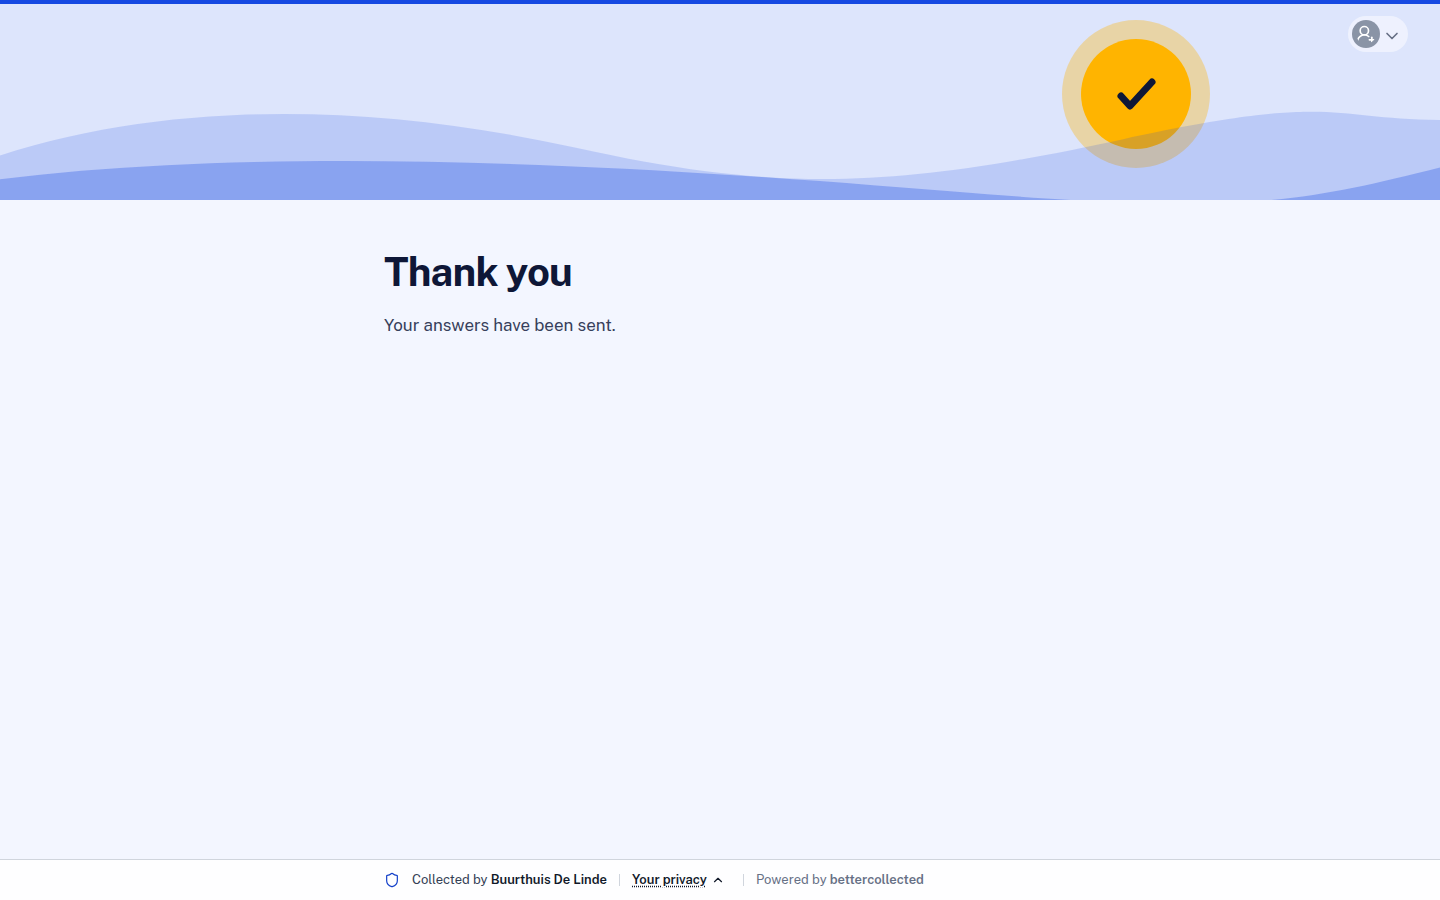 Thank you
Your answers have been sent.
Collected by Buurthuis De Linde
Your privacy
Powered by bettercollected